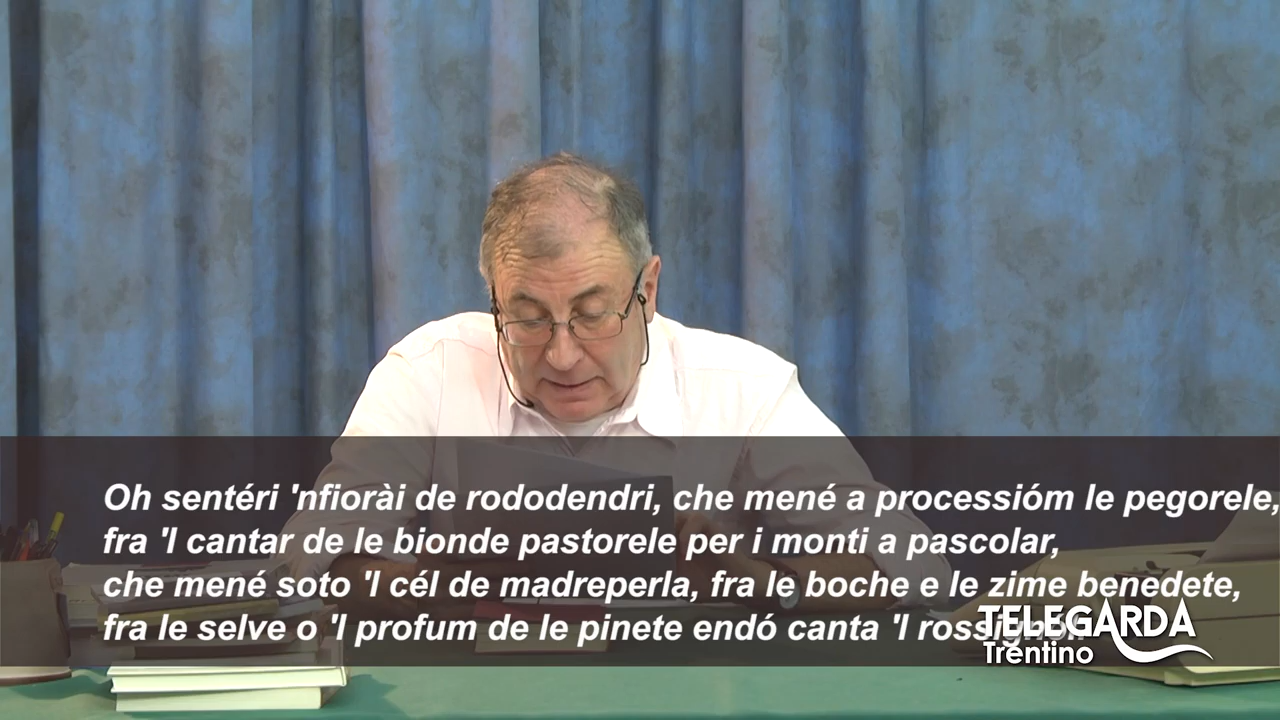 Oh sentéri 'nfiorài de rododendri, che mené a processióm le pegorele,
fra 'l cantar de le bionde pastorele per i monti a pascolar,
che mené soto 'l cél de madreperla, fra le boche e le zime benedete,
fra le selve o 'l profum de le pinete endó canta 'l
TELEGARDA
Trentino